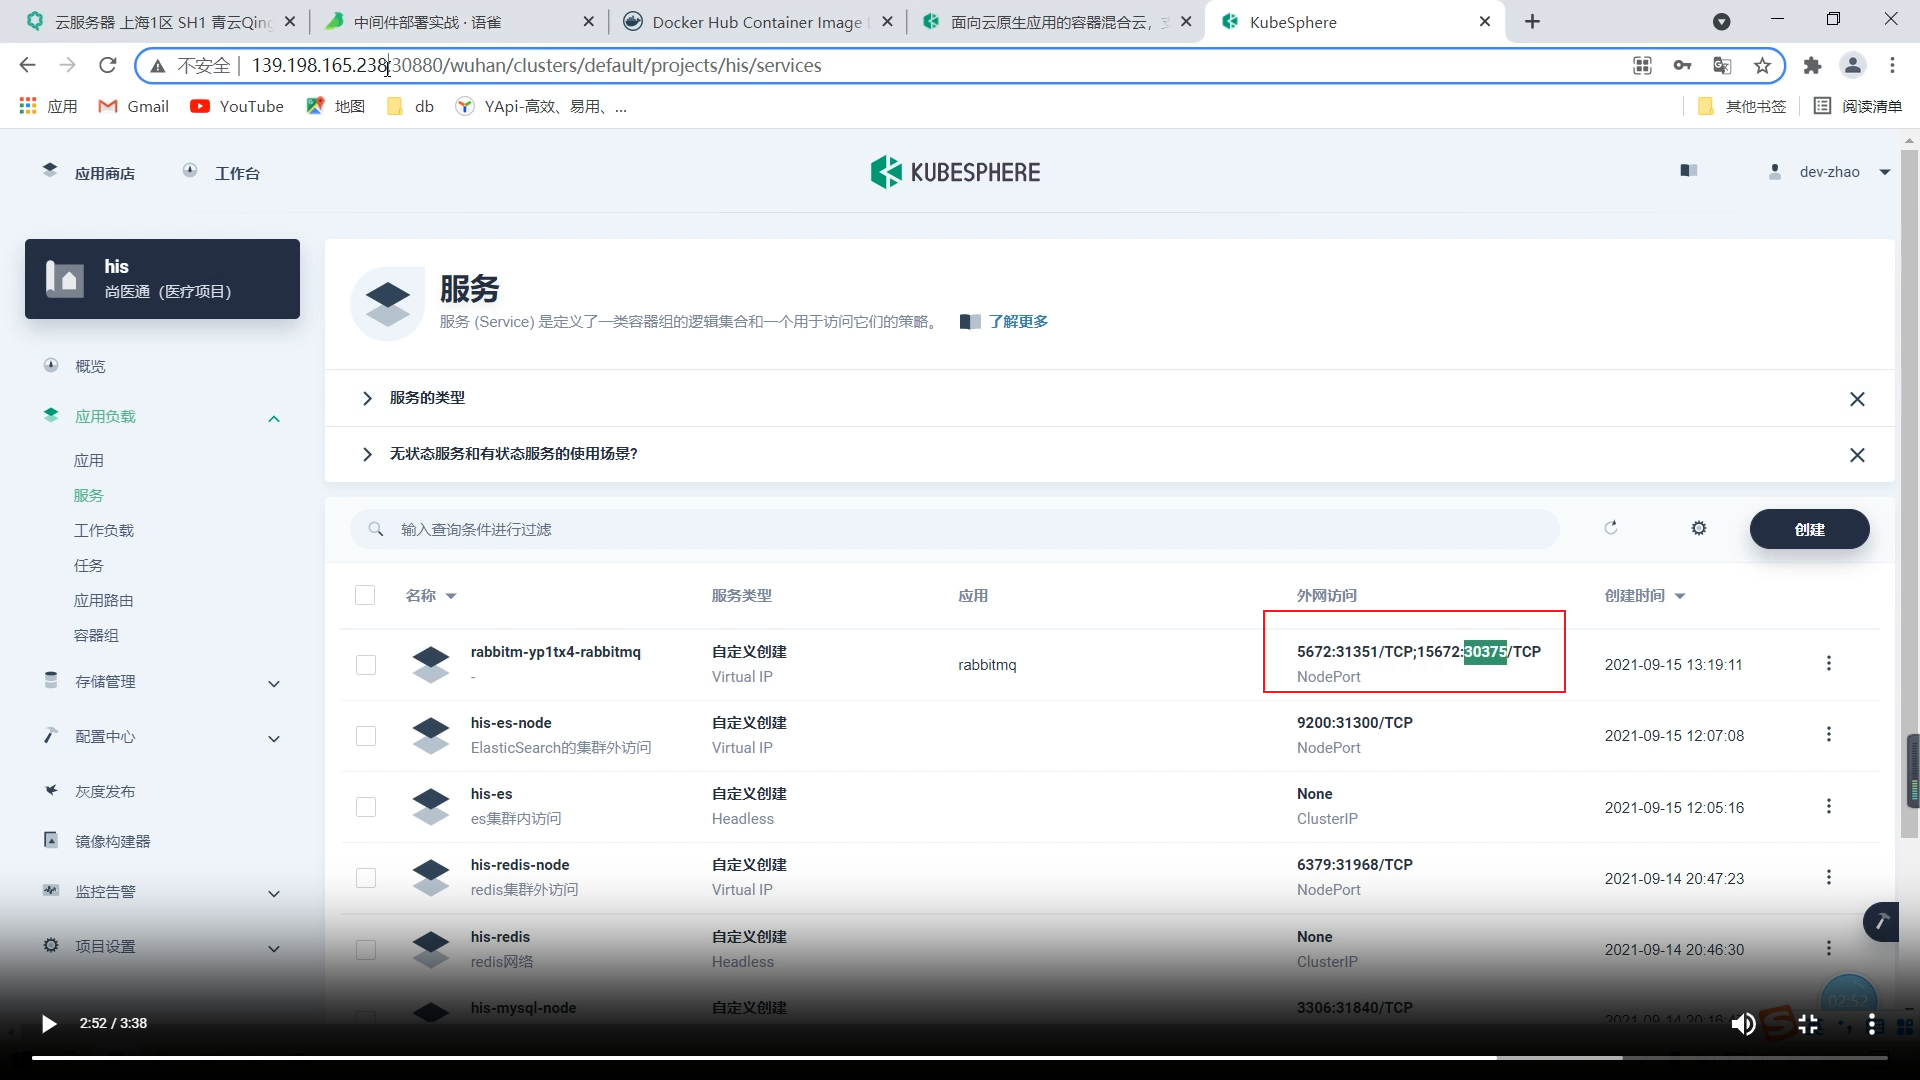 云服务器 上海1区 SH1 青云Qing
中间件部署实战 · 语雀
Docker Hub Container Image
面向云原生应用的容器混合云，
KubeSphere
不安全 139.198.165.238:30880/wuhan/clusters/default/projects/his/services
应用
Gmail
YouTube
地图
db
YApi-高效、易用、...
其他书签
阅读清单
应用商店
工作台
KUBESPHERE
dev-zhao
his
尚医通（医疗项目）
概览
应用负载
应用
服务
工作负载
任务
应用路由
容器组
存储管理
配置中心
灰度发布
镜像构建器
监控告警
项目设置
服务
服务 (Service) 是定义了一类容器组的逻辑集合和一个用于访问它们的策略。 了解更多
服务的类型
无状态服务和有状态服务的使用场景?
输入查询条件进行过滤
创建
名称 服务类型 应用 外网访问 创建时间
rabbitm-yp1tx4-rabbitmq 自定义创建 rabbitmq 5672:31351/TCP;15672:30375/TCP 2021-09-15 13:19:11
- Virtual IP NodePort
his-es-node 自定义创建 9200:31300/TCP 2021-09-15 12:07:08
ElasticSearch的集群外访问 Virtual IP NodePort
his-es 自定义创建 None 2021-09-15 12:05:16
es集群内访问 Headless ClusterIP
his-redis-node 自定义创建 6379:31968/TCP 2021-09-14 20:47:23
redis集群外访问 Virtual IP NodePort
his-redis 自定义创建 None 2021-09-14 20:46:30
redis网络 Headless ClusterIP
his-mysql-node 自定义创建 3306:31840/TCP
02:52
2:52 / 3:38